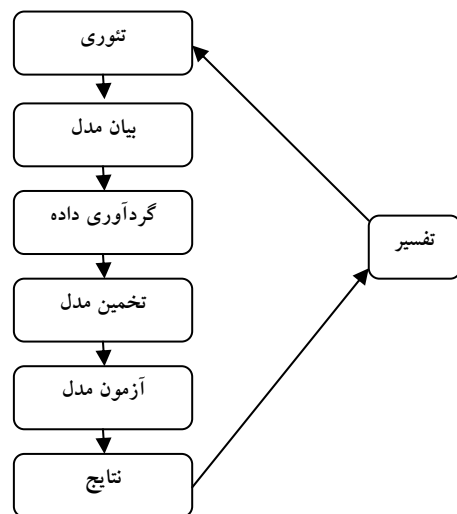 تئوری
بیان مدل
گردآوری داده
تخمین مدل
آزمون مدل
نتایج
تفسیر